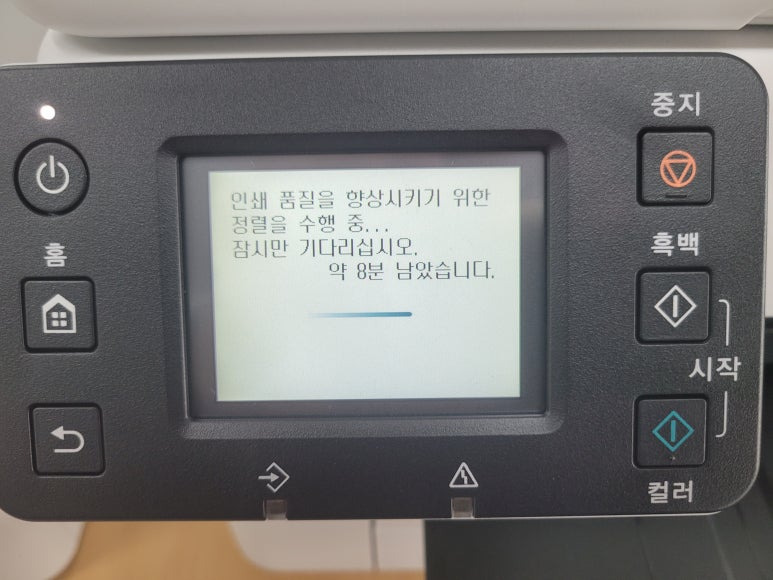 중지
인쇄 품질을 향상시키기 위한
정렬을 수행 중...
잠시만 기다리십시오.
약 8분 남았습니다.
홈
흑백
시작
컬러